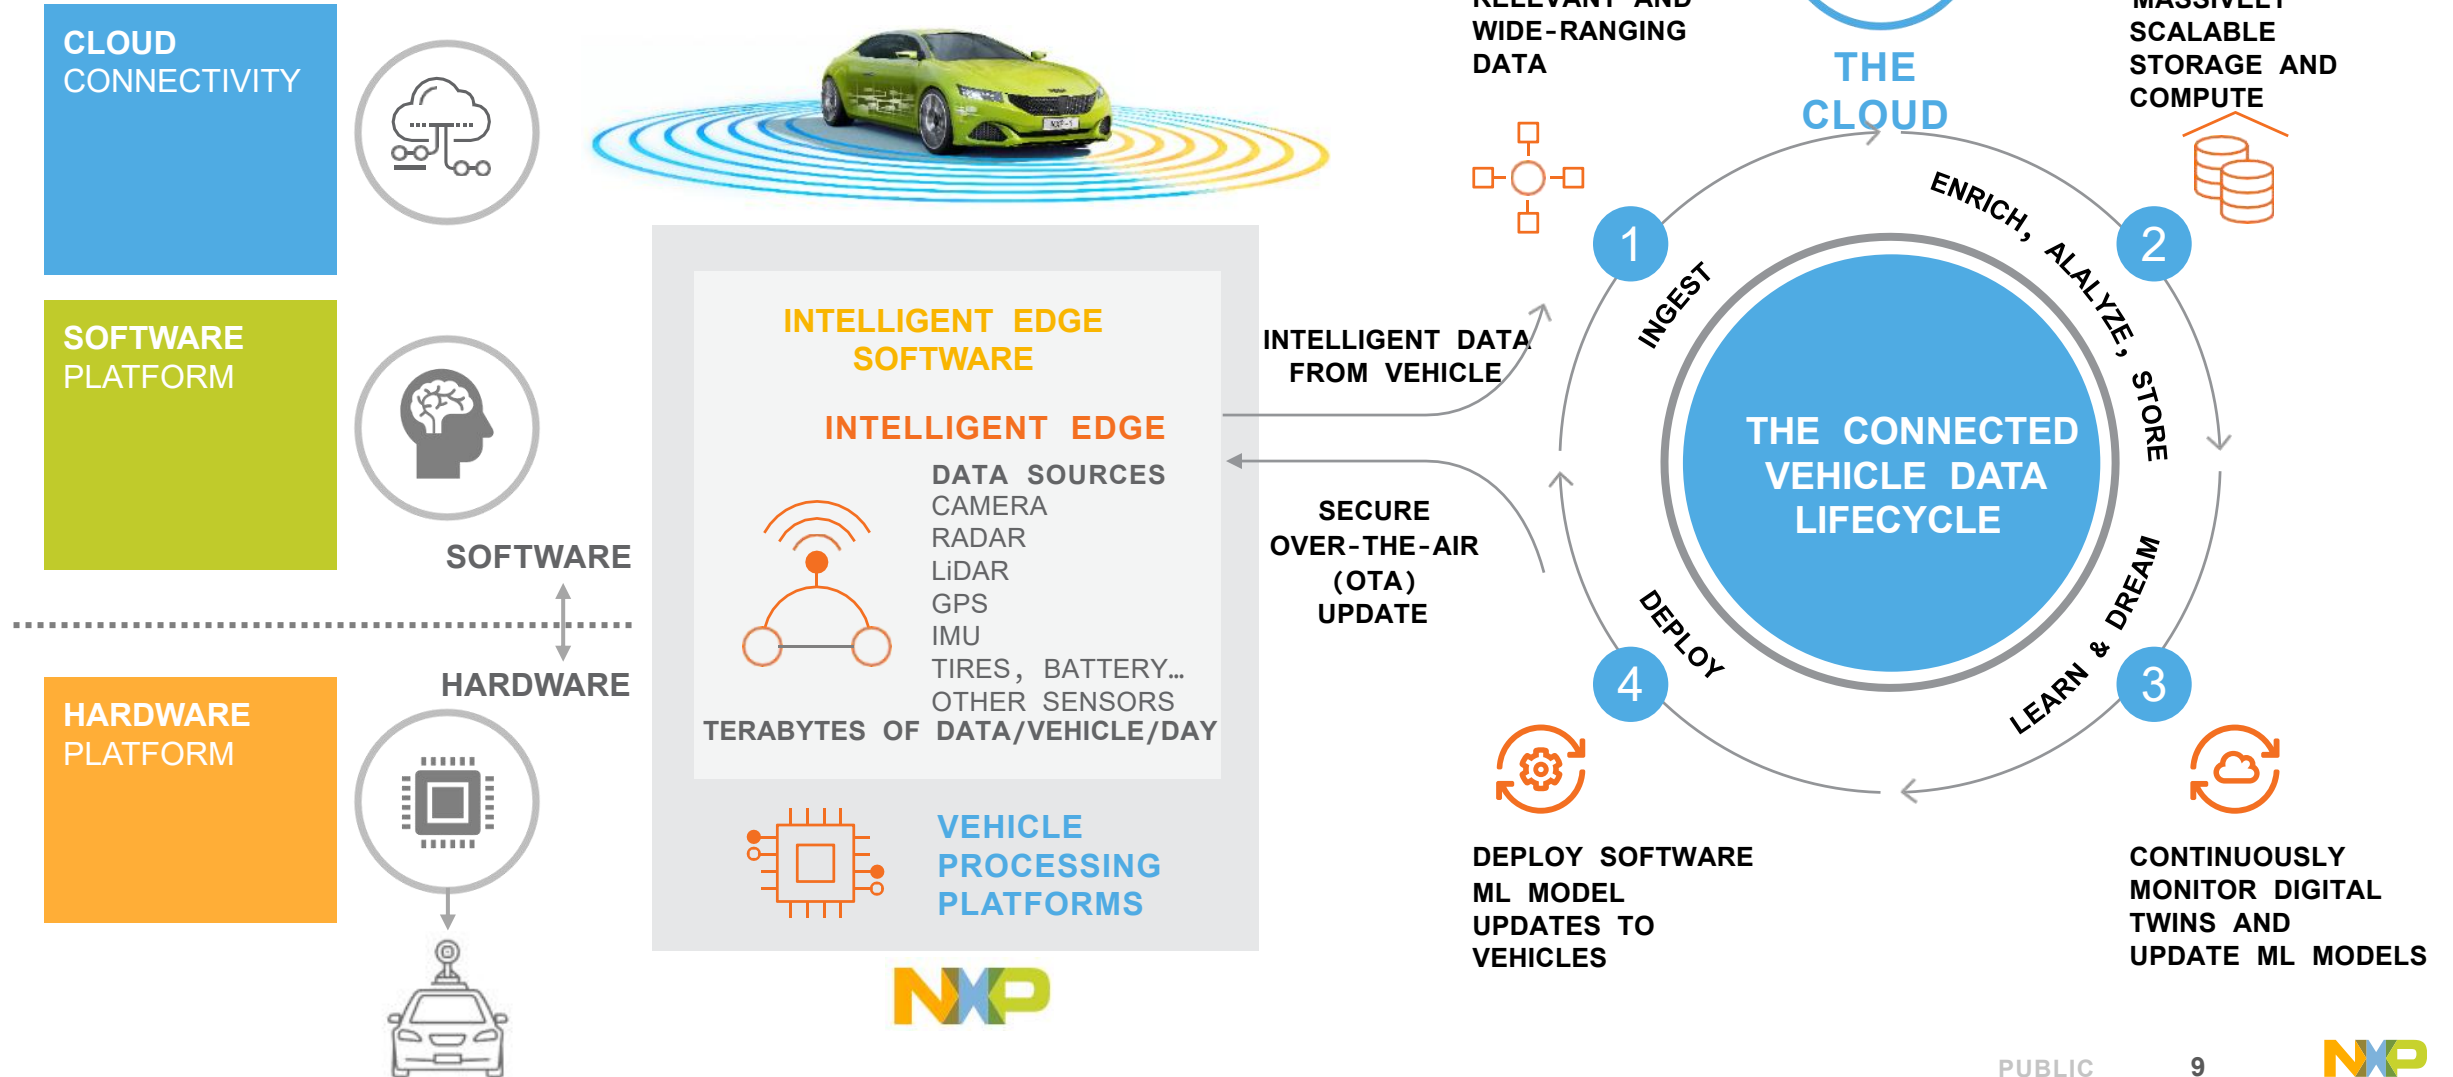 CLOUD
CONNECTIVITY
SOFTWARE
PLATFORM
SOFTWARE
HARDWARE
HARDWARE
PLATFORM
INTELLIGENT EDGE
SOFTWARE
INTELLIGENT EDGE
DATA SOURCES
CAMERA
RADAR
LiDAR
GPS
IMU
TIRES, BATTERY…
OTHER SENSORS
TERABYTES OF DATA/VEHICLE/DAY
VEHICLE
PROCESSING
PLATFORMS
NXP
INTELLIGENT DATA
FROM VEHICLE
SECURE
OVER-THE-AIR
(OTA)
UPDATE
RELEVANT AND
WIDE-RANGING
DATA
THE
CLOUD
MASSIVELY
SCALABLE
STORAGE AND
COMPUTE
1
INGEST
ENRICH, ALALYZE, STORE
2
THE CONNECTED
VEHICLE DATA
LIFECYCLE
LEARN & DREAM
3
DEPLOY
4
DEPLOY SOFTWARE
ML MODEL
UPDATES TO
VEHICLES
CONTINUOUSLY
MONITOR DIGITAL
TWINS AND
UPDATE ML MODELS
PUBLIC
9
NXP